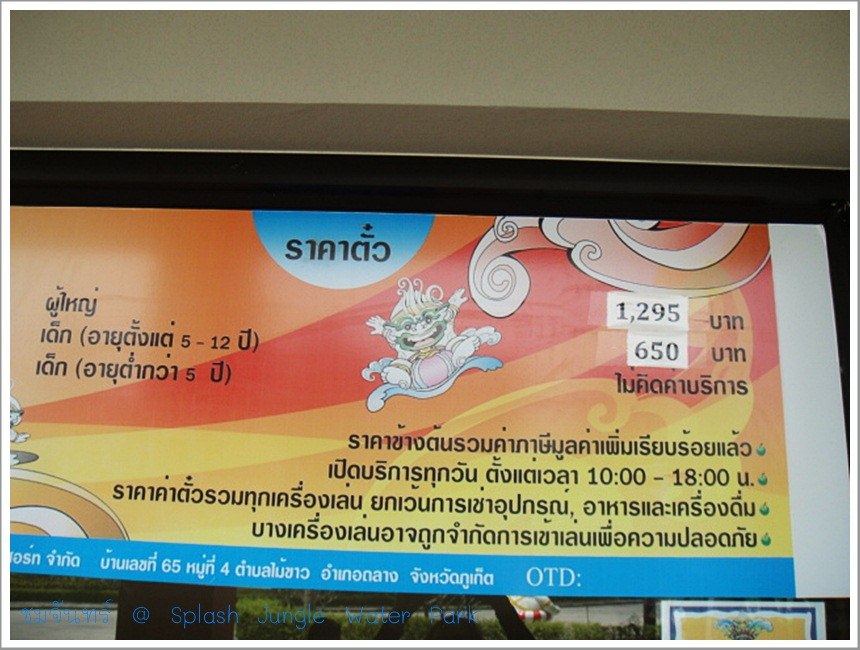 ราคาตั๋ว
ผู้ใหญ่ 1,295 บาท
เด็ก (อายุตั้งแต่ 5 - 12 ปี) 650 บาท
เด็ก (อายุต่ำกว่า 5 ปี) ไม่คิดค่าบริการ
ราคาข้างต้นรวมค่าภาษีมูลค่าเพิ่มเรียบร้อยแล้ว
เปิดบริการทุกวัน ตั้งแต่เวลา 10:00 - 18:00 น.
ราคาค่าตั๋วรวมทุกเครื่องเล่น ยกเว้นการเช่าอุปกรณ์, อาหารและเครื่องดื่ม
บางเครื่องเล่นอาจถูกจำกัดการเข้าเล่นเพื่อความปลอดภัย
จำกัด บ้านเลขที่ 65 หมู่ที่ 4 ตำบลไม้ขาว อำเภอถลาง จังหวัดภูเก็ต OTD:
ชมจันทร์ @ Splash Jungle Water Park